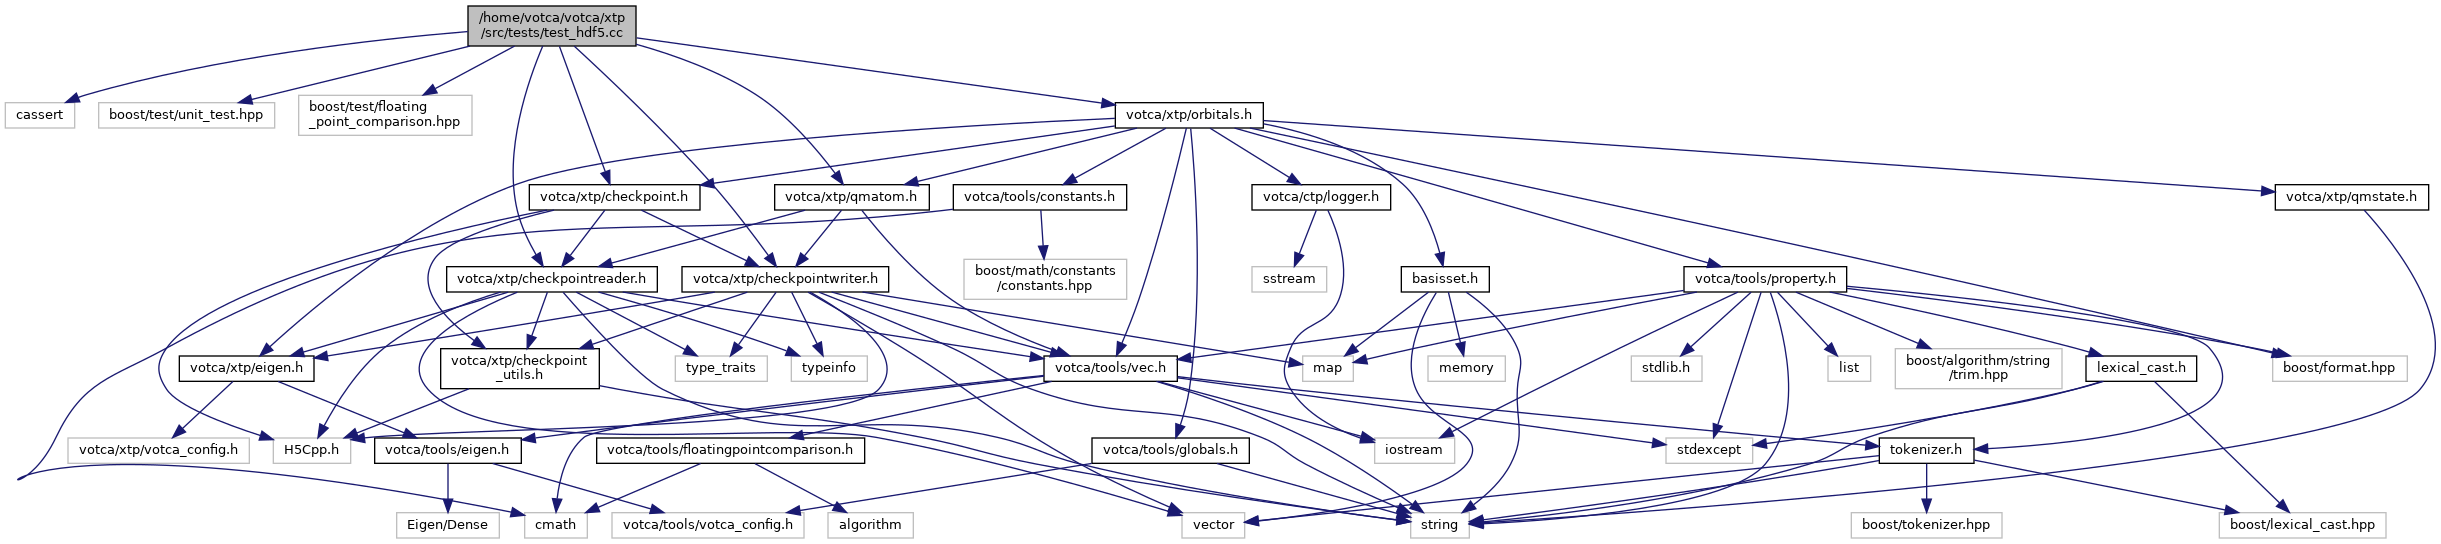 /home/votca/votca/xtp
/src/tests/test_hdf5.cc
cassert
boost/test/unit_test.hpp
boost/test/floating
_point_comparison.hpp
votca/xtp/orbitals.h
votca/xtp/checkpoint.h
votca/xtp/qmatom.h
votca/tools/constants.h
votca/ctp/logger.h
votca/xtp/qmstate.h
votca/xtp/checkpointreader.h
votca/xtp/checkpointwriter.h
boost/math/constants
/constants.hpp
sstream
basisset.h
votca/tools/property.h
votca/xtp/eigen.h
votca/xtp/checkpoint
_utils.h
type_traits
typeinfo
votca/tools/vec.h
map
memory
stdlib.h
list
boost/algorithm/string
/trim.hpp
lexical_cast.h
boost/format.hpp
votca/xtp/votca_config.h
H5Cpp.h
votca/tools/eigen.h
votca/tools/floatingpointcomparison.h
votca/tools/globals.h
iostream
stdexcept
tokenizer.h
Eigen/Dense
cmath
votca/tools/votca_config.h
algorithm
vector
string
boost/tokenizer.hpp
boost/lexical_cast.hpp